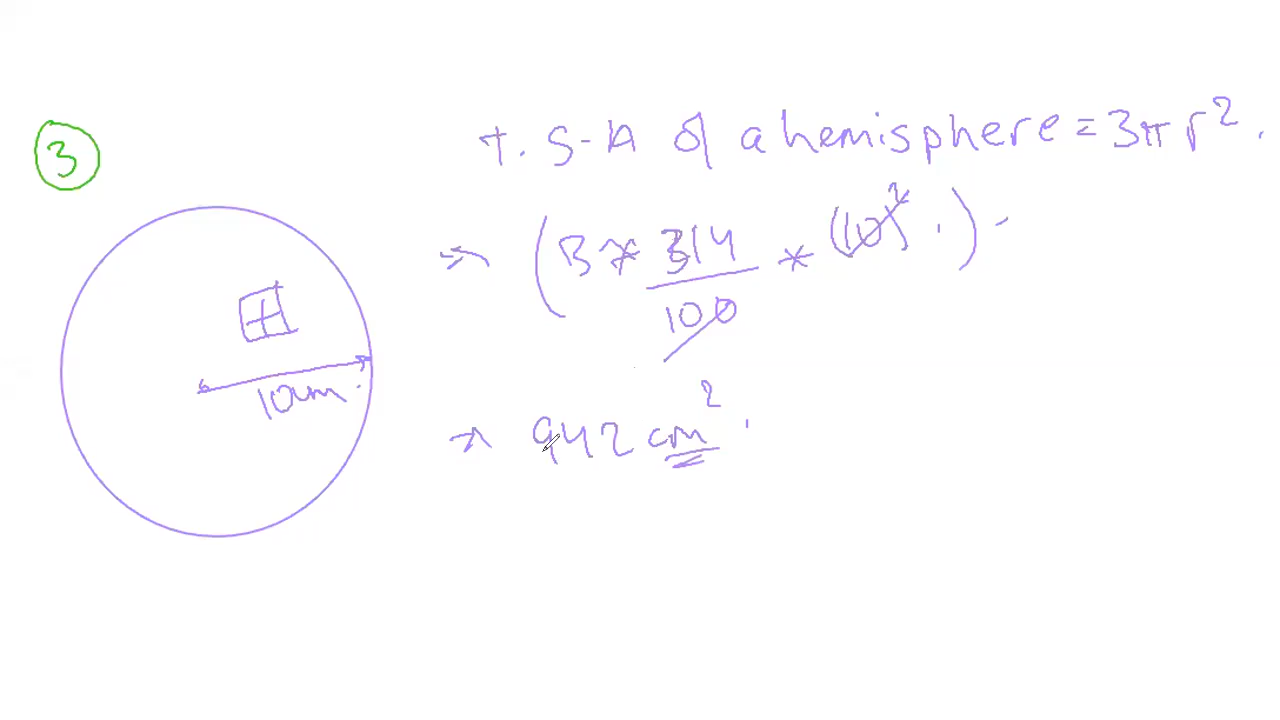 3
T. S-A of a hemisphere = 3πr².
→ (3 * 314/100 * (10)² .)
10cm.
→ 942 cm².